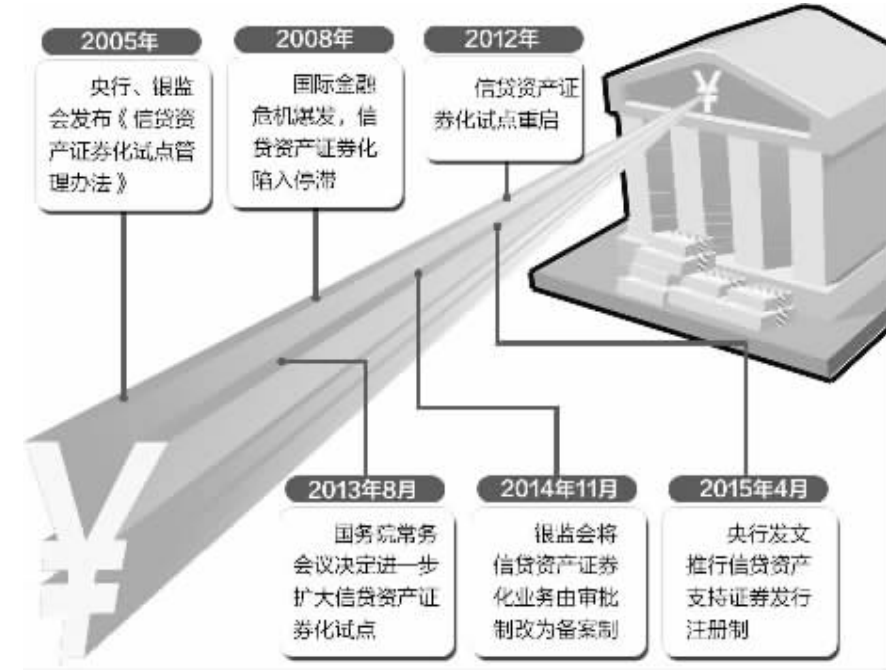 2005年
央行、银监
会发布《信贷资
产证券化试点管
理办法》
2008年
国际金融
危机爆发，信
贷资产证券化
陷入停滞
2012年
信贷资产证
券化试点重启
¥
¥
2013年8月
国务院常务
会议决定进一步
扩大信贷资产证
券化试点
2014年11月
银监会将
信贷资产证券
化业务由审批
制改为备案制
2015年4月
央行发文
推行信贷资产
支持证券发行
注册制